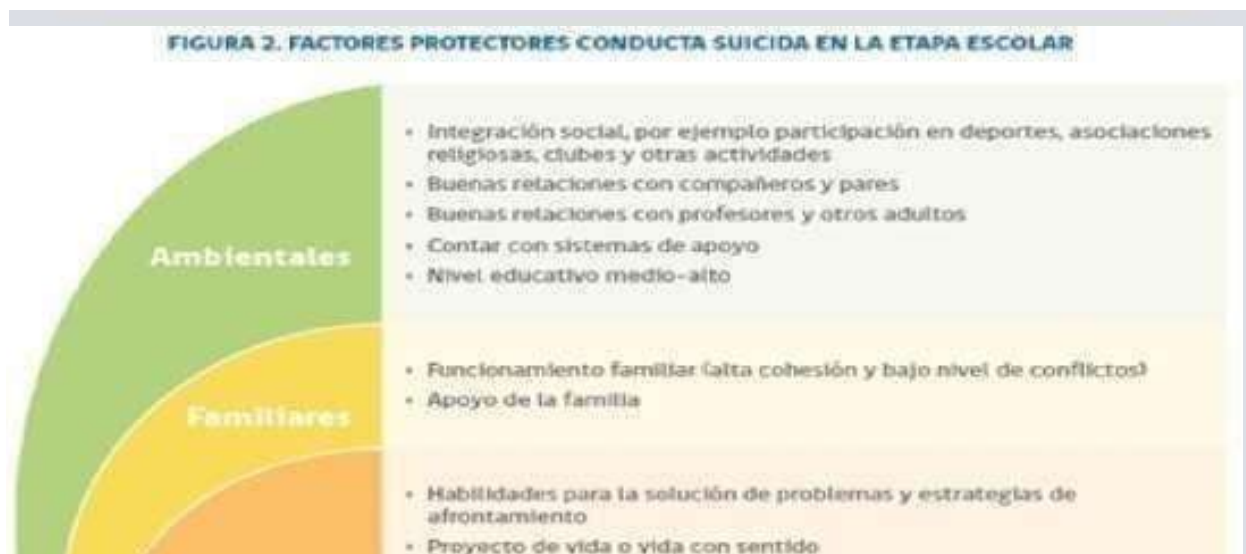 FIGURA 2. FACTORES PROTECTORES CONDUCTA SUICIDA EN LA ETAPA ESCOLAR
Ambientales
• Integración social, por ejemplo participación en deportes, asociaciones
religiosas, clubes y otras actividades
• Buenas relaciones con compañeros y pares
• Buenas relaciones con profesores y otros adultos
• Contar con sistemas de apoyo
• Nivel educativo medio-alto
Familiares
• Funcionamiento familiar (alta cohesión y bajo nivel de conflictos)
• Apoyo de la familia
• Habilidades para la solución de problemas y estrategias de
afrontamiento
• Proyecto de vida o vida con sentido